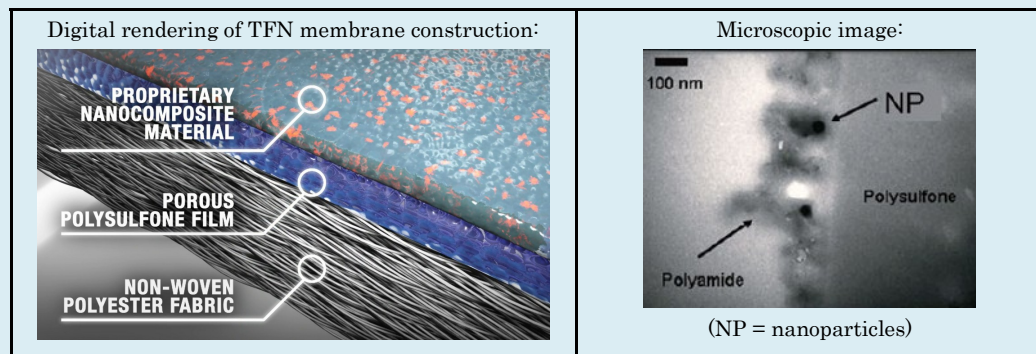 Digital rendering of TFN membrane construction:
PROPRIETARY
NANOCOMPOSITE
MATERIAL
POROUS
POLYSULFONE FILM
NON-WOVEN
POLYESTER FABRIC
Microscopic image:
100 nm
NP
Polysulfone
Polyamide
(NP = nanoparticles)